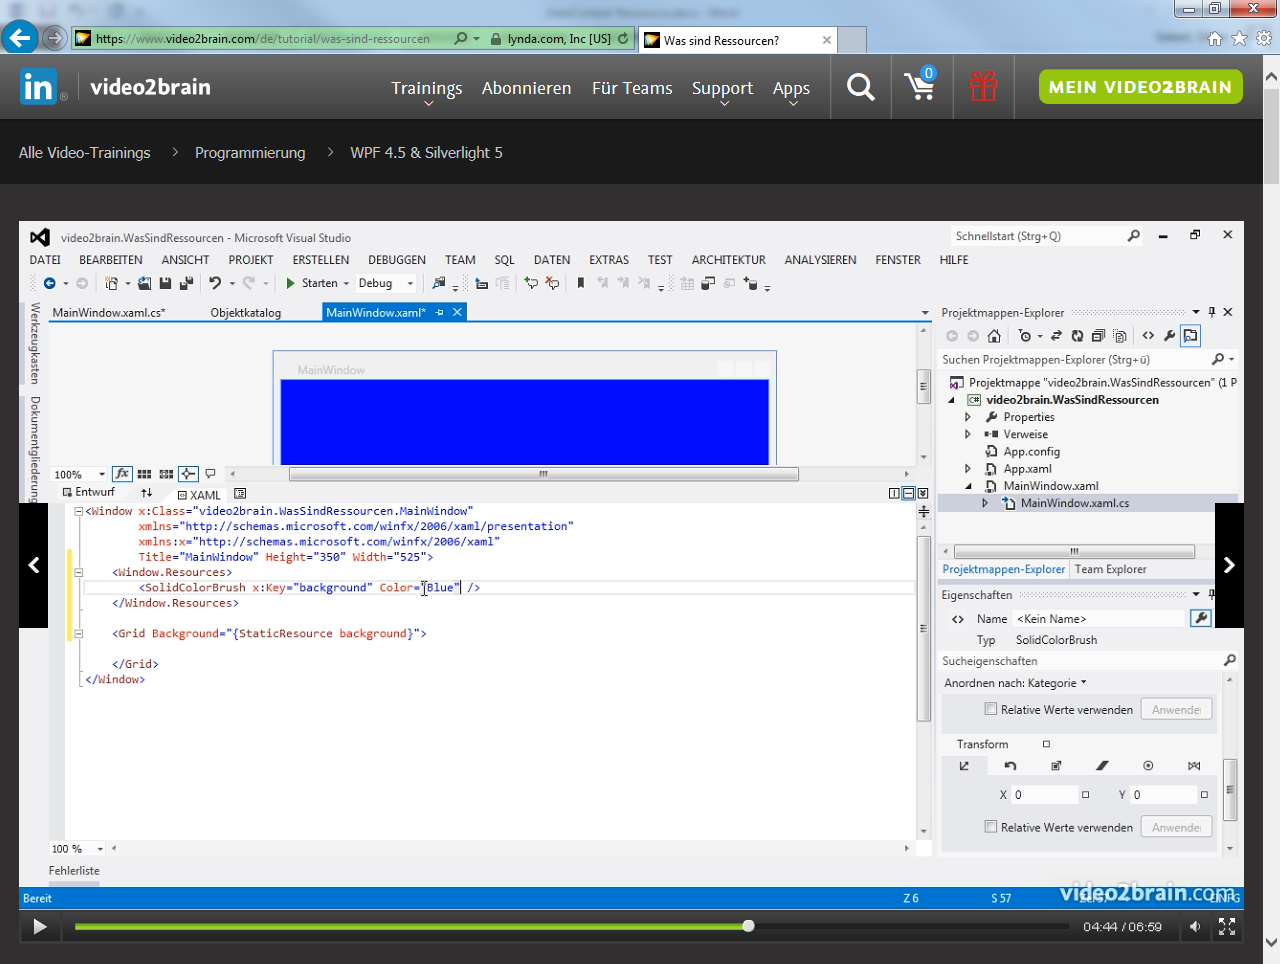 https://www.video2brain.com/de/tutorial/was-sind-ressourcen
lynda.com, Inc [US]
Was sind Ressourcen?
in
video2brain
Trainings
Abonnieren
Für Teams
Support
Apps
0
MEIN VIDEO2BRAIN
Alle Video-Trainings
Programmierung
WPF 4.5 & Silverlight 5
video2brain.WasSindRessourcen - Microsoft Visual Studio
Schnellstart (Strg+Q)
DATEI BEARBEITEN ANSICHT PROJEKT ERSTELLEN DEBUGGEN TEAM SQL DATEN EXTRAS TEST ARCHITEKTUR ANALYSIEREN FENSTER HILFE
Starten
Debug
Werkzeugkasten
Dokumentgliederung
MainWindow.xaml.cs*
Objektkatalog
MainWindow.xaml*
MainWindow
100%
Entwurf
XAML
<Window x:Class="video2brain.WasSindRessourcen.MainWindow"
xmlns="http://schemas.microsoft.com/winfx/2006/xaml/presentation"
xmlns:x="http://schemas.microsoft.com/winfx/2006/xaml"
Title="MainWindow" Height="350" Width="525">
<Window.Resources>
<SolidColorBrush x:Key="background" Color="Blue" />
</Window.Resources>
<Grid Background="{StaticResource background}">
</Grid>
</Window>
100 %
Projektmappen-Explorer
Suchen Projektmappen-Explorer (Strg+ü)
Projektmappe "video2brain.WasSindRessourcen" (1 P
video2brain.WasSindRessourcen
Properties
Verweise
App.config
App.xaml
MainWindow.xaml
MainWindow.xaml.cs
Projektmappen-Explorer
Team Explorer
Eigenschaften
Name
<Kein Name>
Typ
SolidColorBrush
Sucheigenschaften
Anordnen nach: Kategorie
Relative Werte verwenden
Anwenden
Transform
X 0
Y 0
Relative Werte verwenden
Anwenden
Fehlerliste
Bereit
Z 6
S 57
video2brain.com
04:44 / 06:59